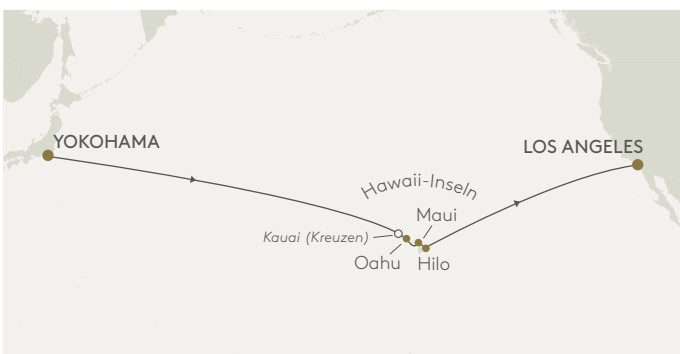 YOKOHAMA
LOS ANGELES
Hawaii-Inseln
Maui
Kauai (Kreuzen)
Oahu
Hilo